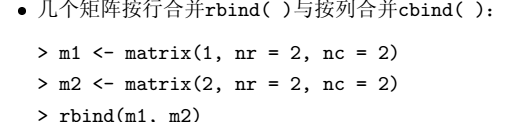 • 几个矩阵按行合并rbind( )与按列合并cbind( ):
> m1 <- matrix(1, nr = 2, nc = 2)
> m2 <- matrix(2, nr = 2, nc = 2)
> rbind(m1, m2)